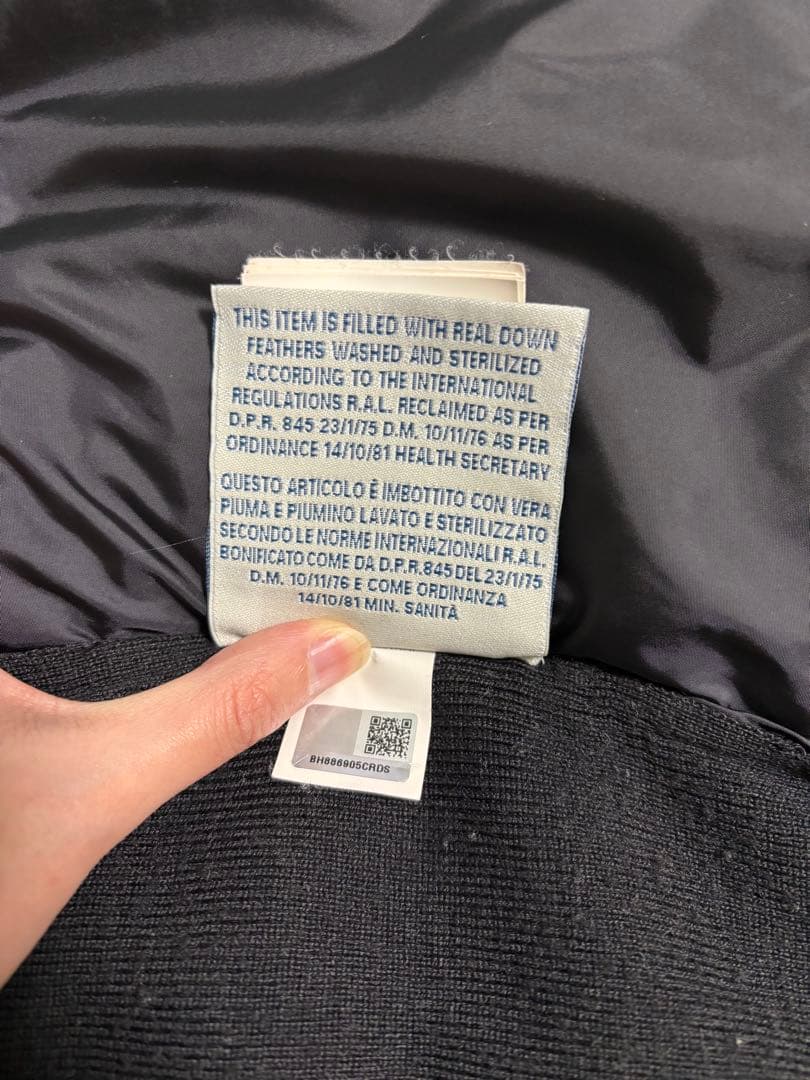 THIS ITEM IS FILLED WITH REAL DOWN
FEATHERS WASHED AND STERILIZED
ACCORDING TO THE INTERNATIONAL
REGULATIONS R.A.L. RECLAIMED AS PER
D.P.R. 845 23/1/75 D.M. 10/11/76 AS PER
ORDINANCE 14/10/81 HEALTH SECRETARY
QUESTO ARTICOLO È IMBOTTITO CON VERA
PIUMA E PIUMINO LAVATO E STERILIZZATO
SECONDO LE NORME INTERNAZIONALI R.A.L.
BONIFICATO COME DA D.P.R. 845 DEL 23/1/75
D.M. 10/11/76 E COME ORDINANZA
14/10/81 MIN. SANITÀ
BH886905CRDS